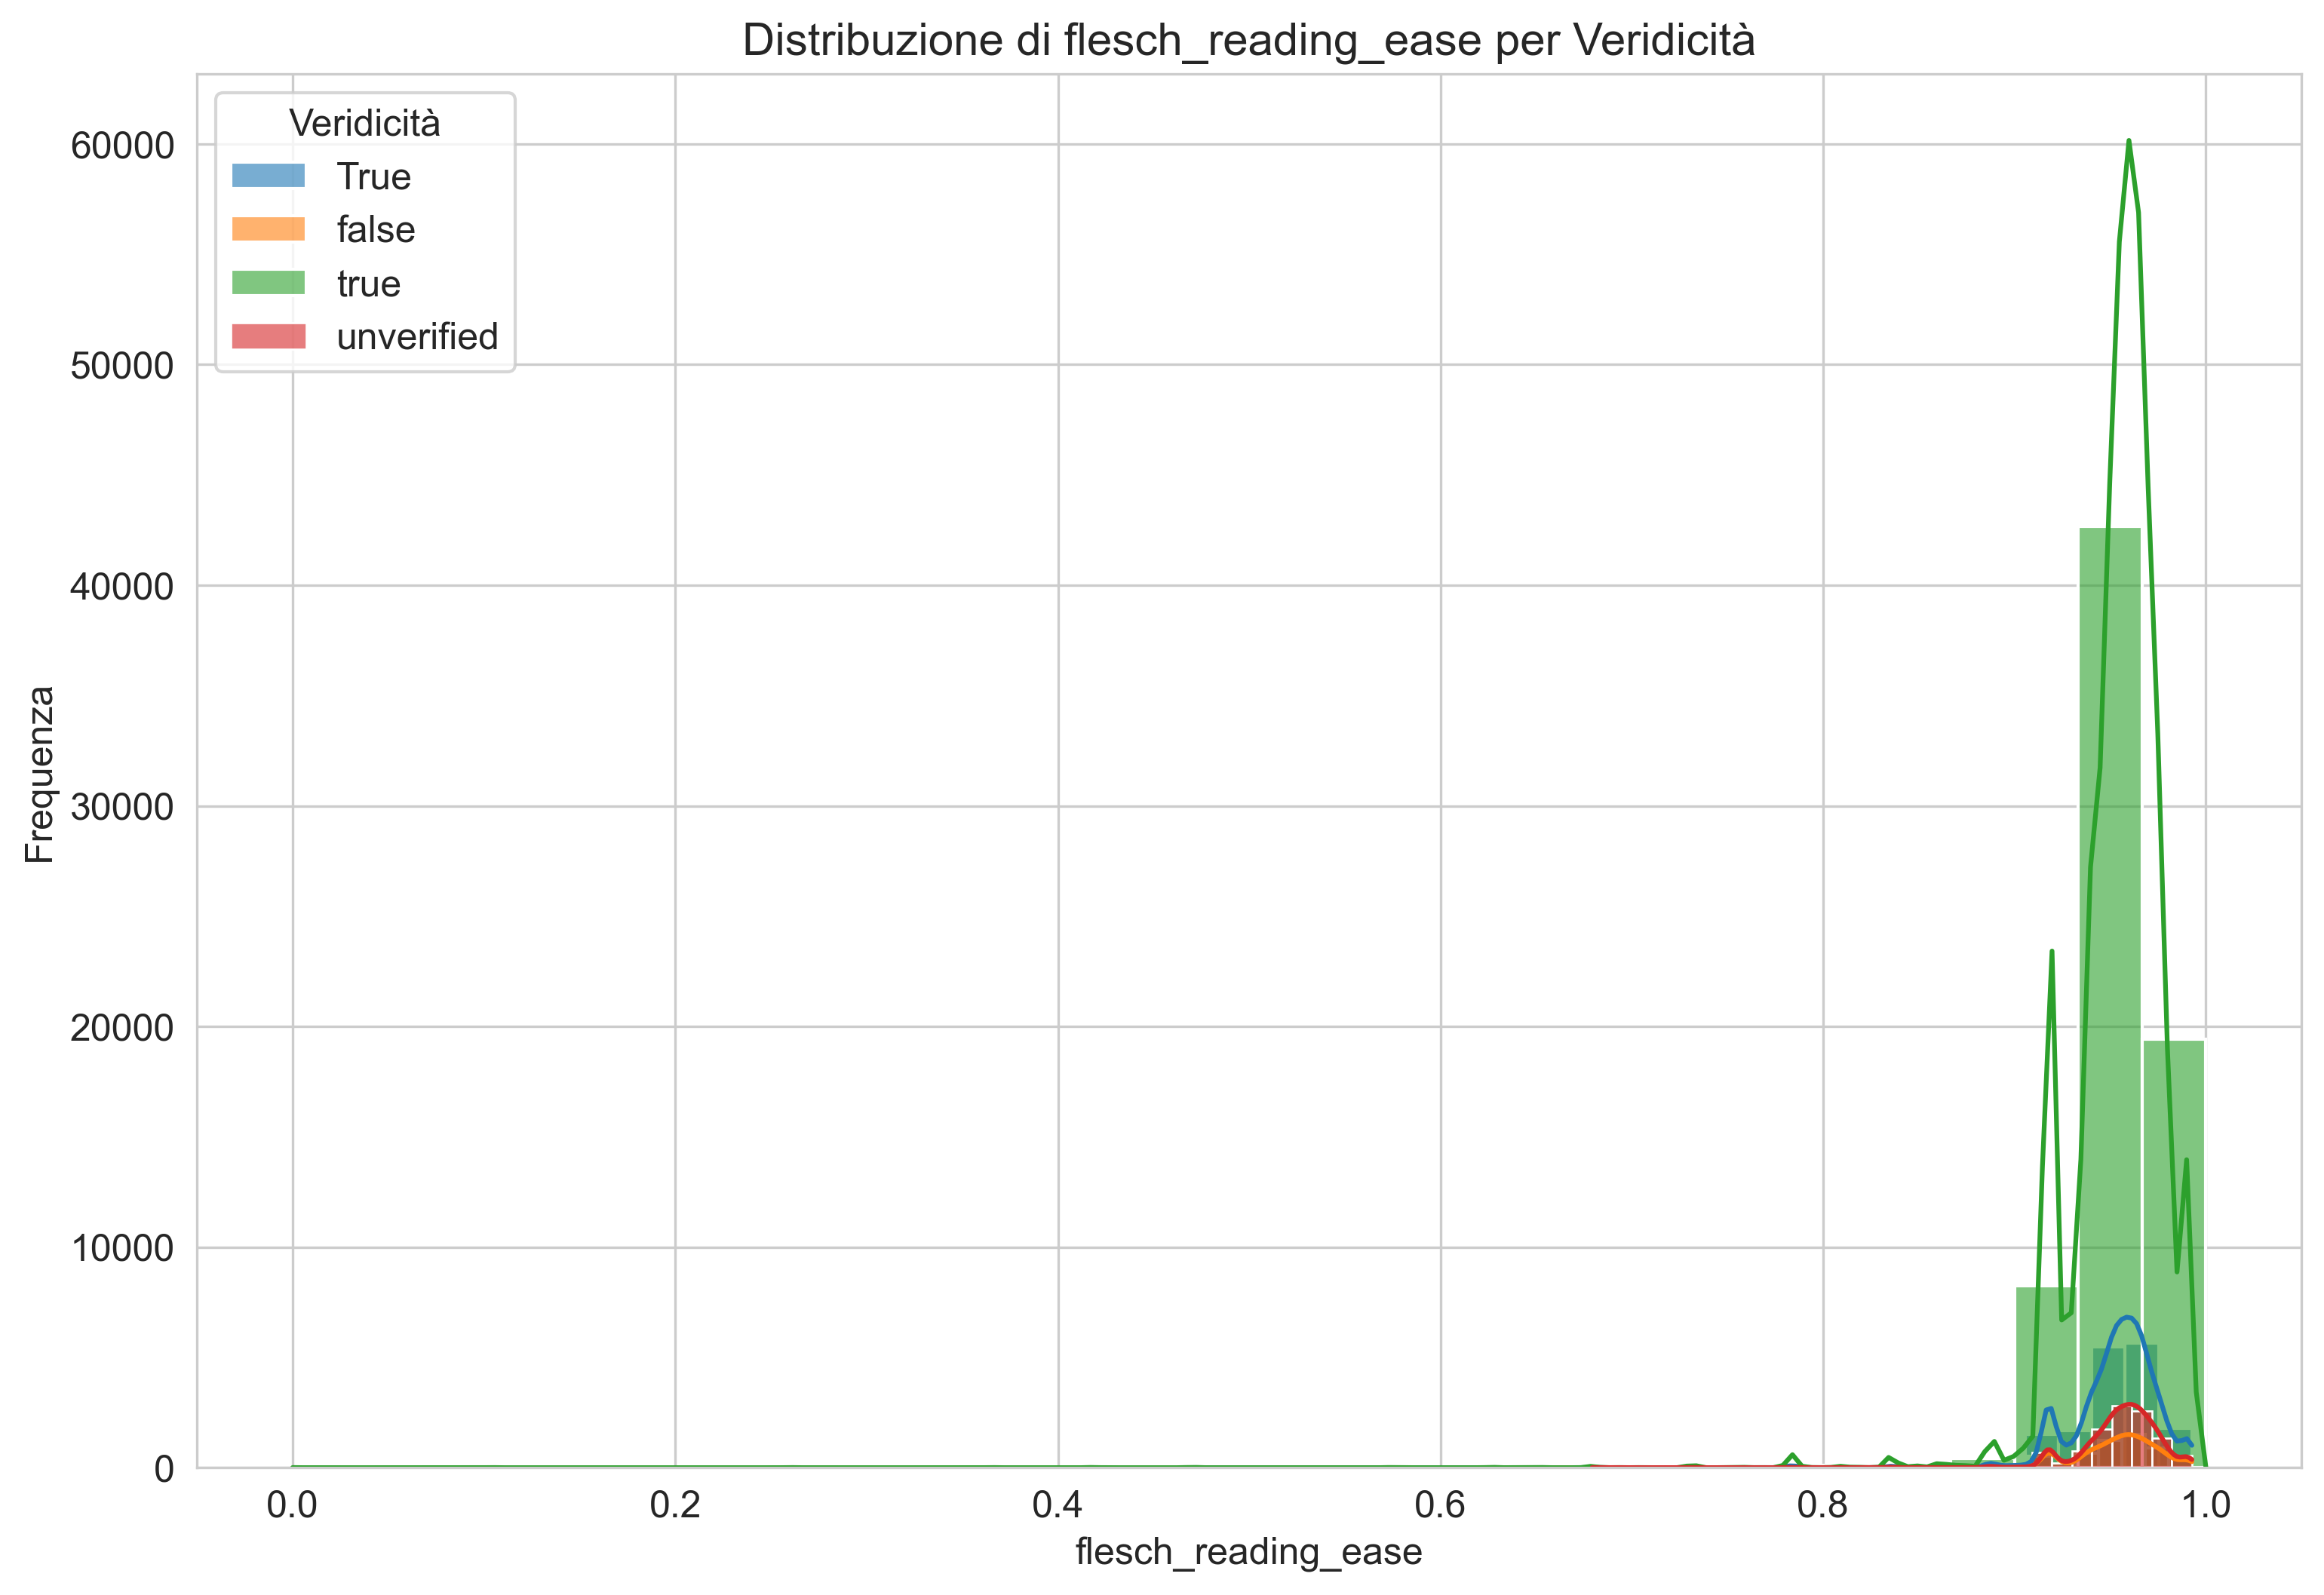 Distribuzione di flesch_reading_ease per Veridicità
Veridicità
True
false
true
unverified
60000
50000
40000
30000
20000
10000
0
Frequenza
0.0 0.2 0.4 0.6 0.8 1.0
flesch_reading_ease